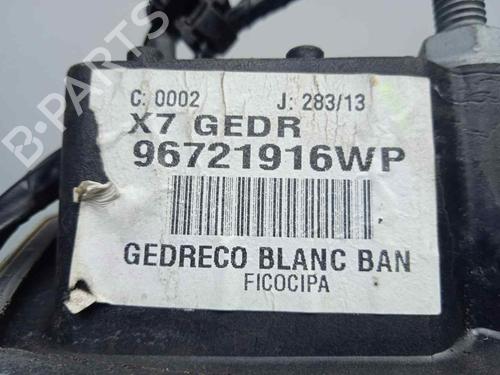 C: 0002 J: 283/13
X7 GEDR
96721916WP
GEDRECO BLANC BAN
FICOCIPA
B-PARTS